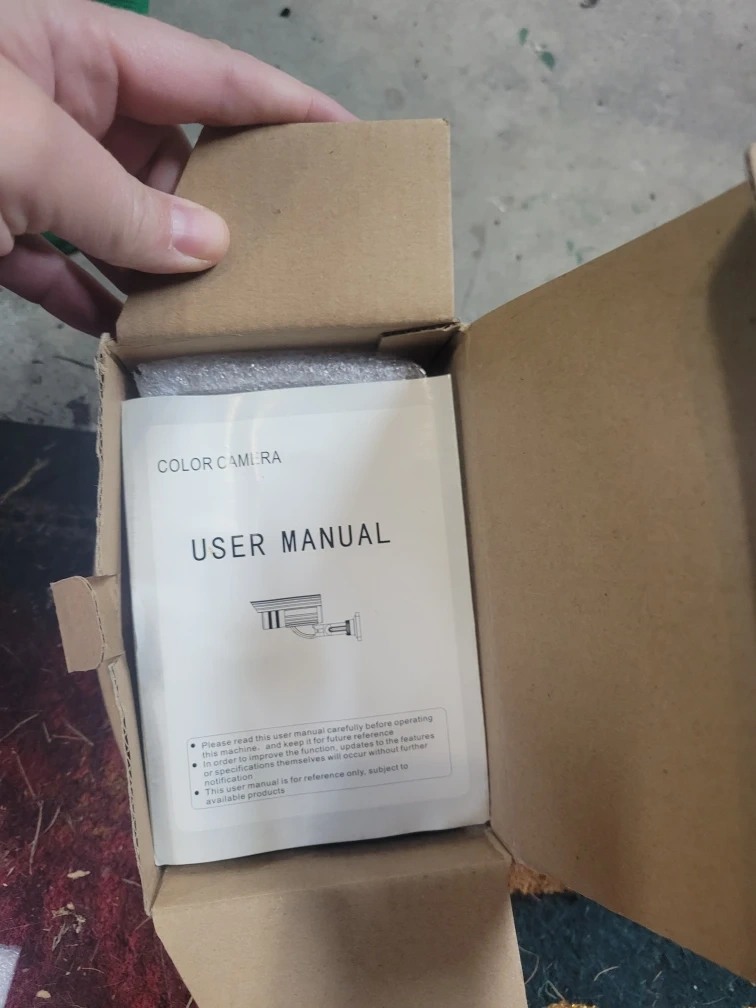 COLOR CAMERA
USER MANUAL
• Please read this user manual carefully before operating
this machine, and keep it for future reference
• In order to improve the function, updates to the features
or specifications themselves will occur without further
notification
• This user manual is for reference only, subject to
available products